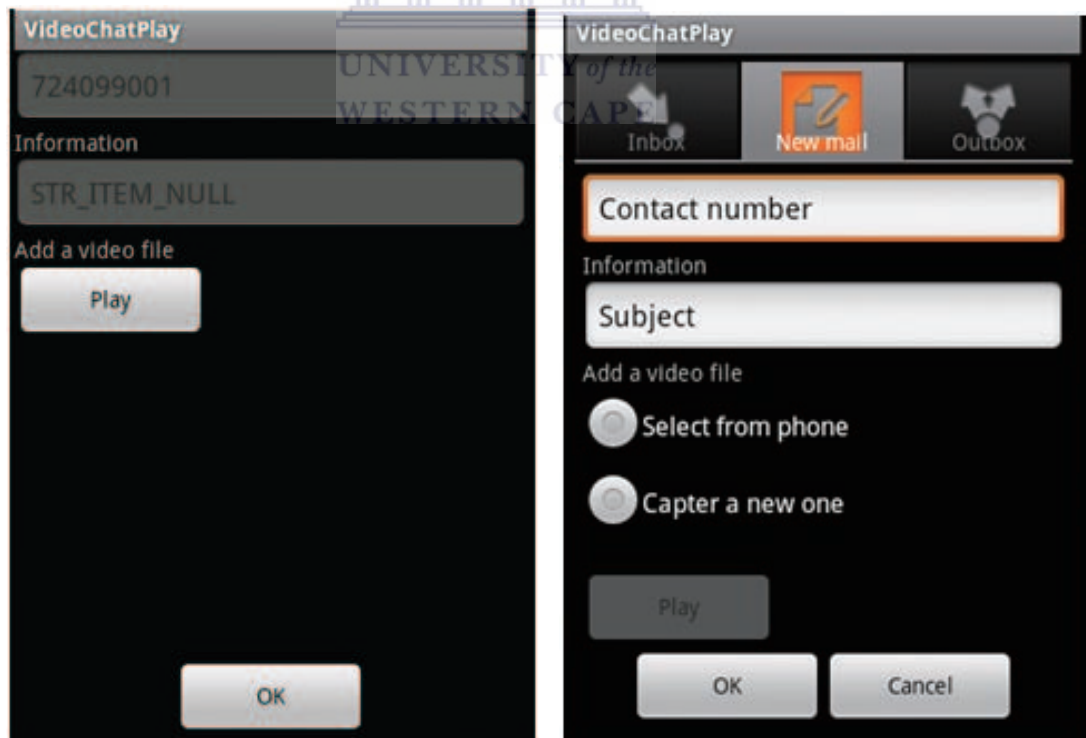 VideoChatPlay
724099001
Information
STR_ITEM_NULL
Add a video file
Play
OK
UNIVERSITY of the
WESTERN CAPE
VideoChatPlay
Inbox
New mail
Outbox
Contact number
Information
Subject
Add a video file
Select from phone
Capter a new one
Play
OK
Cancel